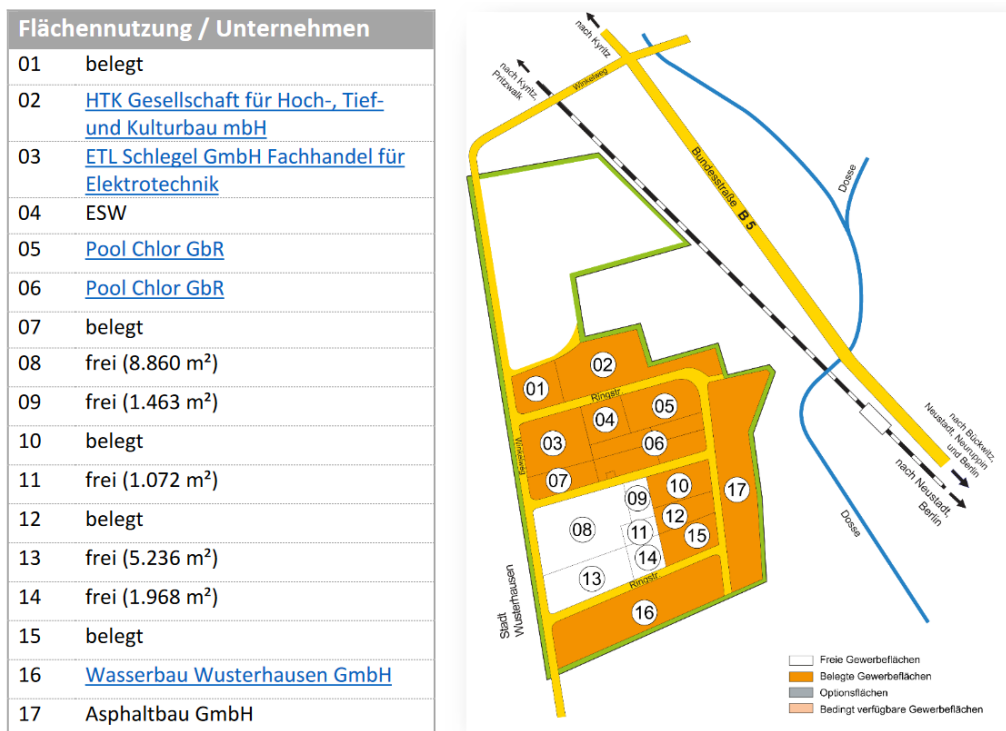 Flächennutzung / Unternehmen
01 belegt
02 HTK Gesellschaft für Hoch-, Tief-
und Kulturbau mbH
03 ETL Schlegel GmbH Fachhandel für
Elektrotechnik
04 ESW
05 Pool Chlor GbR
06 Pool Chlor GbR
07 belegt
08 frei (8.860 m²)
09 frei (1.463 m²)
10 belegt
11 frei (1.072 m²)
12 belegt
13 frei (5.236 m²)
14 frei (1.968 m²)
15 belegt
16 Wasserbau Wusterhausen GmbH
17 Asphaltbau GmbH
nach Kyritz
nach Kyritz,
Pritzwalk
Winkelweg
Bundesstraße B 5
Dosse
02
01
Ringstr
05
04
03
06
Winkelweg
07
10
17
09
08
12
11
15
14
13
Ringstr
16
Stadt
Wusterhausen
nach Bückwitz,
Neustadt, Neuruppin
und Berlin
nach Neustadt,
Berlin
Dosse
Freie Gewerbeflächen
Belegte Gewerbeflächen
Optionsflächen
Bedingt verfügbare Gewerbeflächen